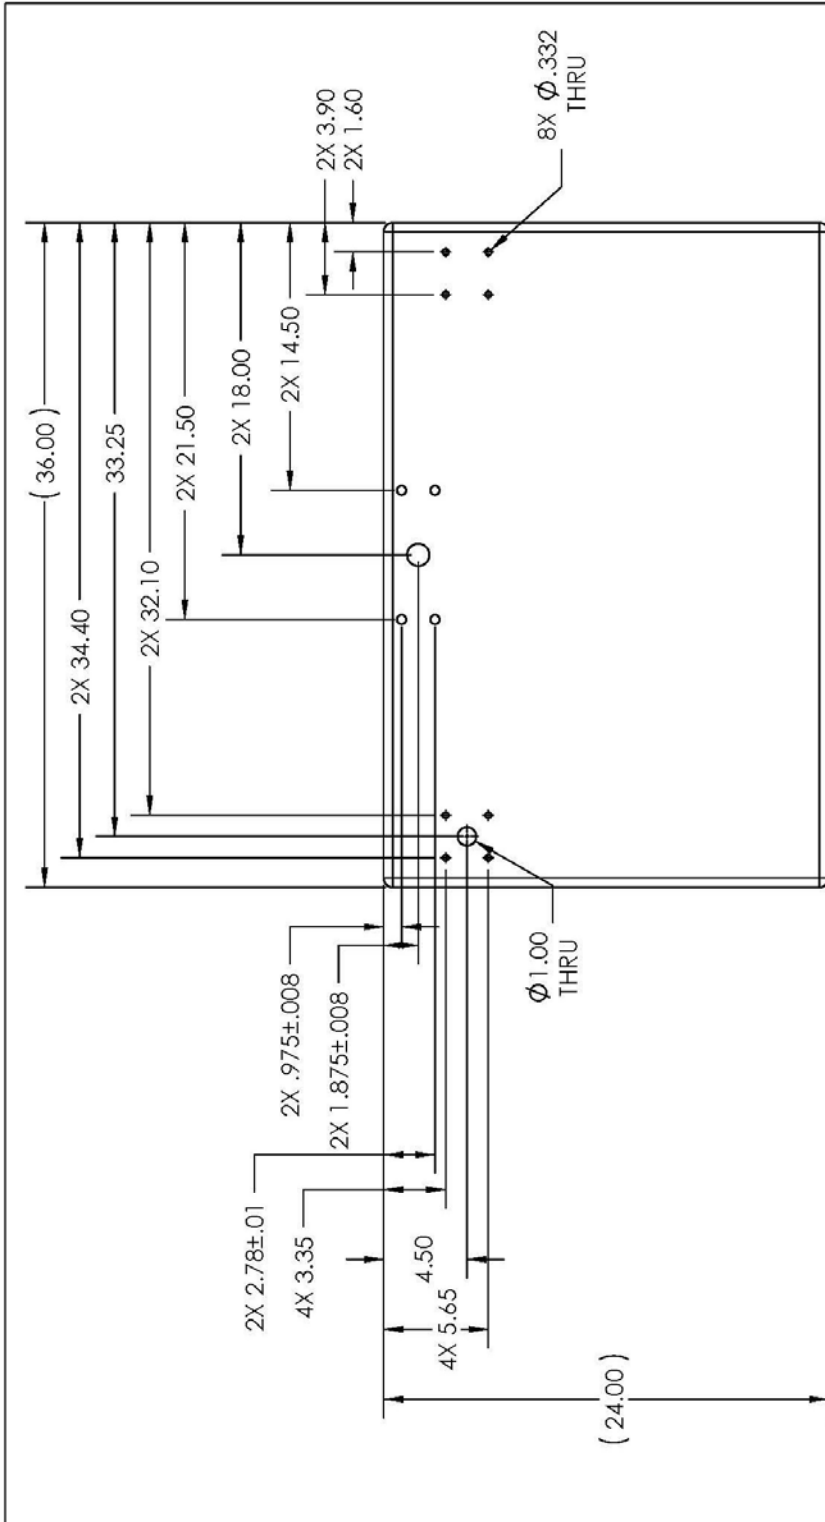 ( 36.00 )
33.25
2X 34.40
2X 32.10
2X 21.50
2X 18.00
2X 14.50
2X 3.90
2X 1.60
8X Ø.332
THRU
Ø1.00
THRU
2X .975±.008
2X 1.875±.008
2X 2.78±.01
4X 3.35
4.50
4X 5.65
( 24.00 )